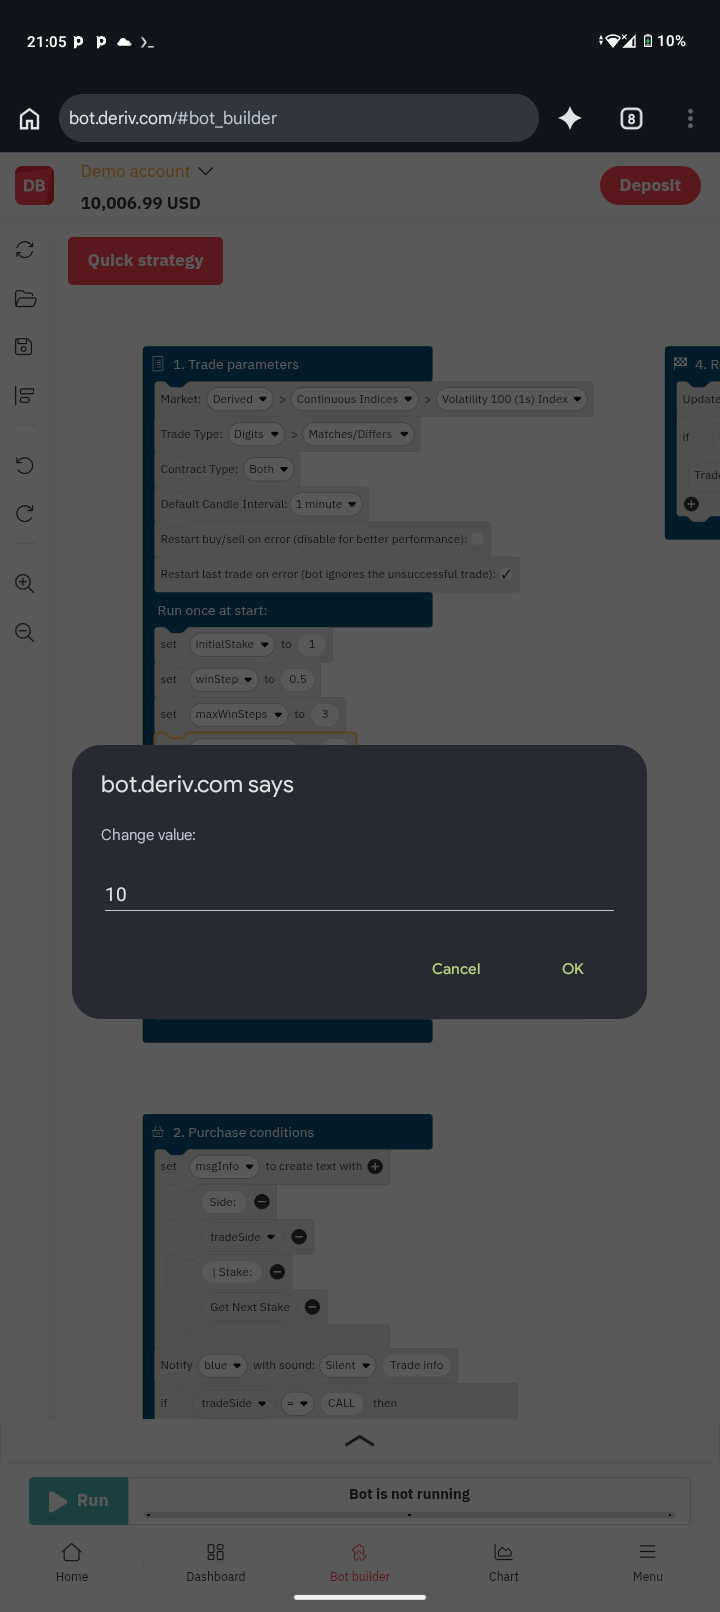 21:05
10%
bot.deriv.com/#bot_builder
8
DB
Demo account
10,006.99 USD
Deposit
Quick strategy
1. Trade parameters
4. R
Market: Derived > Continuous Indices > Volatility 100 (1s) Index
Update
Trade Type: Digits > Matches/Differs
if
Contract Type: Both
Trad
Default Candle Interval: 1 minute
Restart buy/sell on error (disable for better performance):
Restart last trade on error (bot ignores the unsuccessful trade): ✓
Run once at start:
set initialStake to 1
set winStep to 0.5
set maxWinSteps to 3
bot.deriv.com says
Change value:
10
Cancel OK
2. Purchase conditions
set msgInfo to create text with
Side:
tradeSide
| Stake:
Get Next Stake
Notify blue with sound: Silent Trade info
if tradeSide = CALL then
Run
Bot is not running
Home Dashboard Bot builder Chart Menu